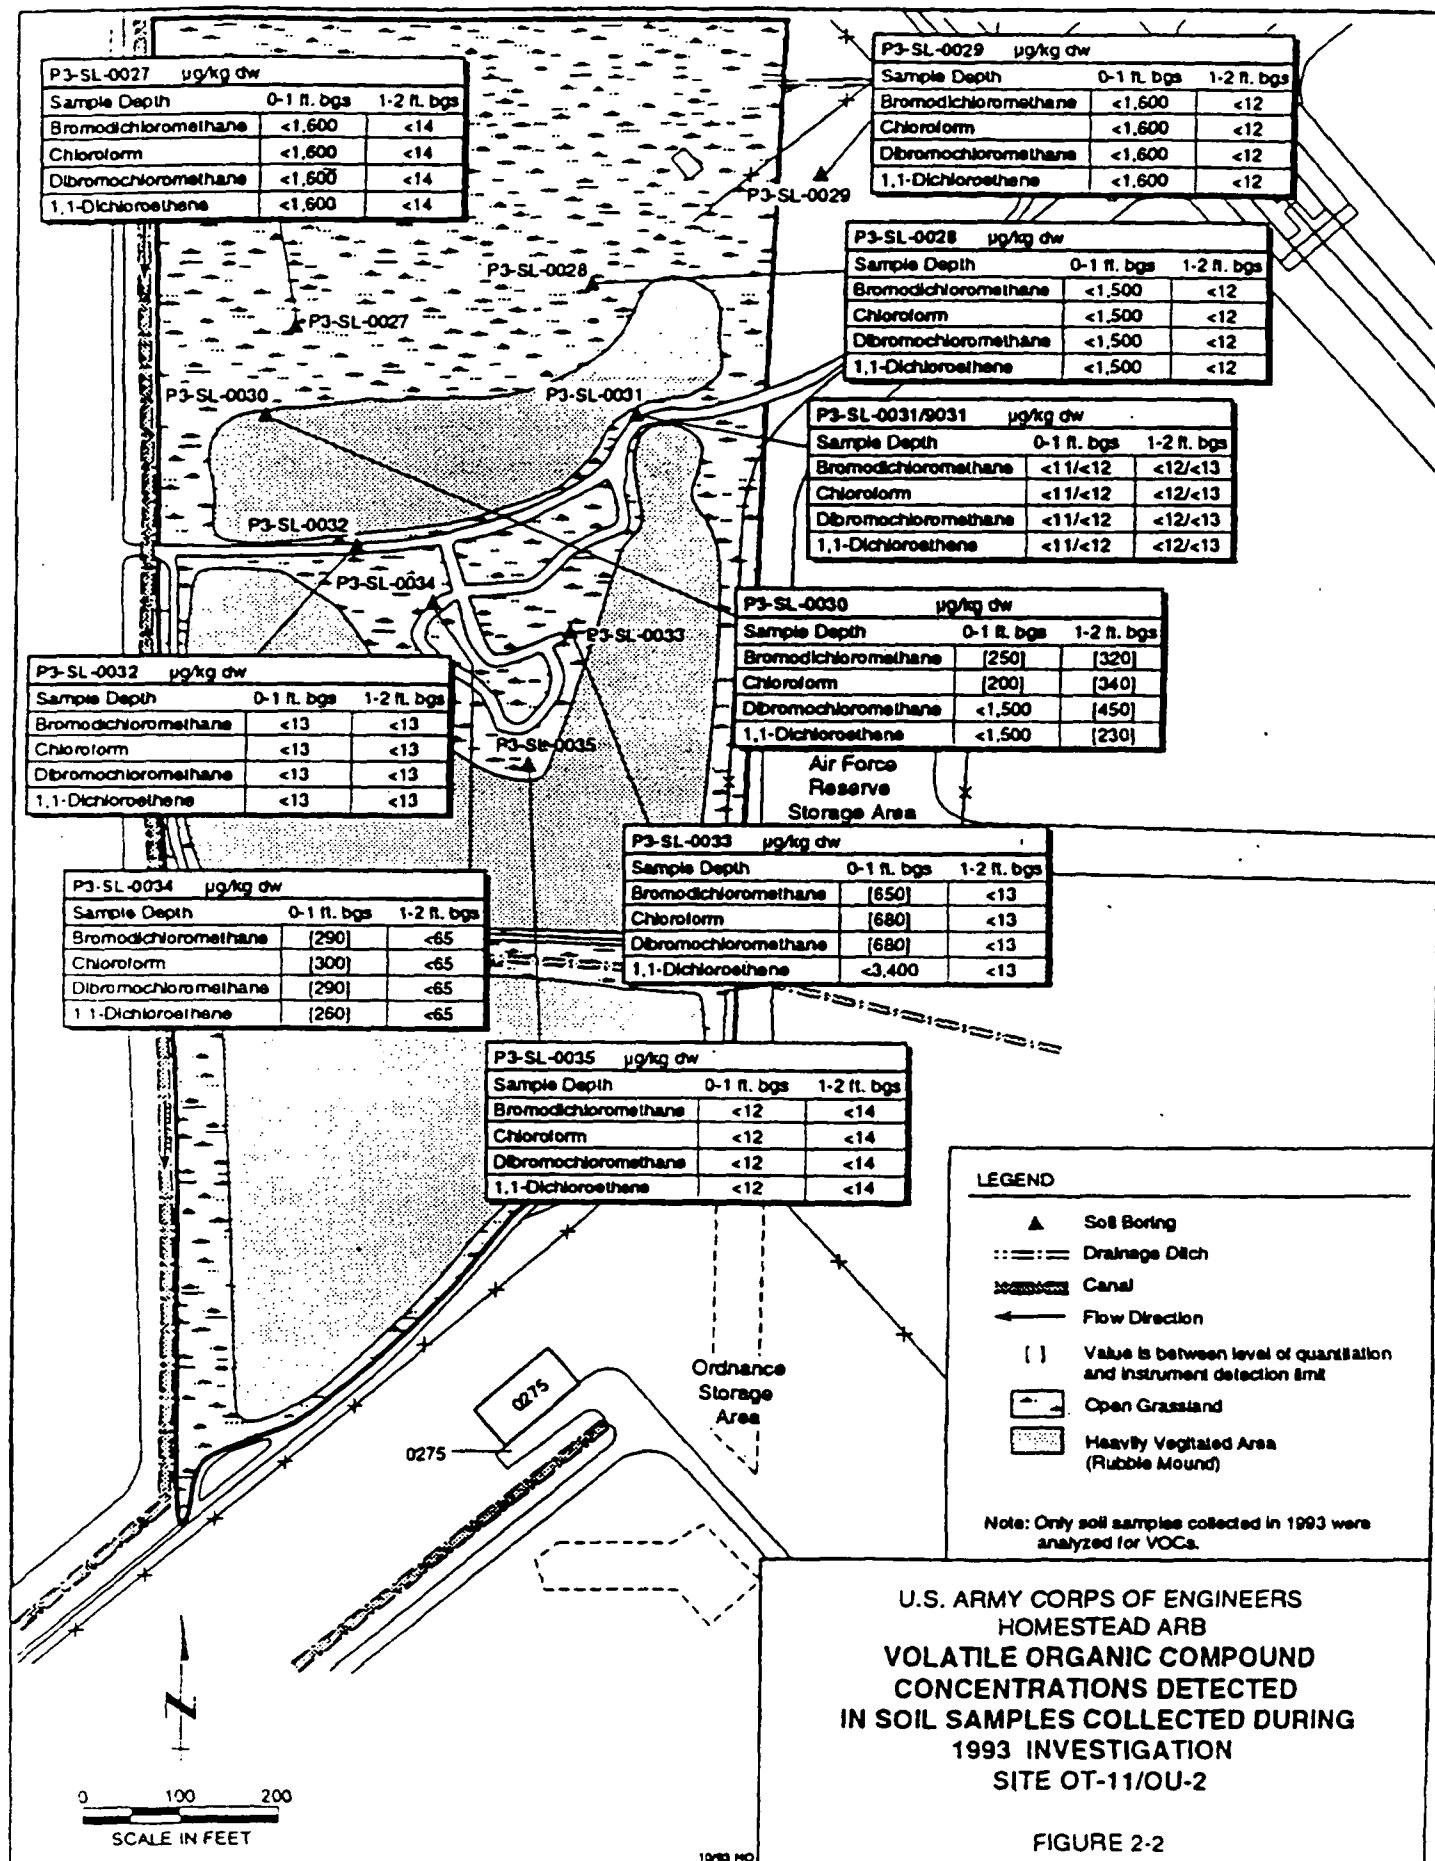 P3-SL-0027 µg/kg dw
Sample Depth 0-1 ft. bgs 1-2 ft. bgs
Bromodichloromethane <1,600 <14
Chloroform <1,600 <14
Dibromochloromethane <1,600 <14
1,1-Dichloroethene <1,600 <14
P3-SL-0029 µg/kg dw
Sample Depth 0-1 ft. bgs 1-2 ft. bgs
Bromodichloromethane <1,600 <12
Chloroform <1,600 <12
Dibromochloromethane <1,600 <12
1,1-Dichloroethene <1,600 <12
P3-SL-0029
P3-SL-0028 µg/kg dw
Sample Depth 0-1 ft. bgs 1-2 ft. bgs
Bromodichloromethane <1,500 <12
Chloroform <1,500 <12
Dibromochloromethane <1,500 <12
1,1-Dichloroethene <1,500 <12
P3-SL-0028
P3-SL-0027
P3-SL-0030
P3-SL-0031
P3-SL-0031/9031 µg/kg dw
Sample Depth 0-1 ft. bgs 1-2 ft. bgs
Bromodichloromethane <11/<12 <12/<13
Chloroform <11/<12 <12/<13
Dibromochloromethane <11/<12 <12/<13
1,1-Dichloroethene <11/<12 <12/<13
P3-SL-0032
P3-SL-0034
P3-SL-0033
P3-SL-0030 µg/kg dw
Sample Depth 0-1 ft. bgs 1-2 ft. bgs
Bromodichloromethane [250] [320]
Chloroform [200] [340]
Dibromochloromethane <1,500 [450]
1,1-Dichloroethene <1,500 [230]
P3-SL-0032 µg/kg dw
Sample Depth 0-1 ft. bgs 1-2 ft. bgs
Bromodichloromethane <13 <13
Chloroform <13 <13
Dibromochloromethane <13 <13
1,1-Dichloroethene <13 <13
P3-SL-0035
Air Force
Reserve
Storage Area
P3-SL-0033 µg/kg dw
Sample Depth 0-1 ft. bgs 1-2 ft. bgs
Bromodichloromethane [650] <13
Chloroform [680] <13
Dibromochloromethane [680] <13
1,1-Dichloroethene <3,400 <13
P3-SL-0034 µg/kg dw
Sample Depth 0-1 ft. bgs 1-2 ft. bgs
Bromodichloromethane [290] <65
Chloroform [300] <65
Dibromochloromethane [290] <65
1 1-Dichloroethene [260] <65
P3-SL-0035 µg/kg dw
Sample Depth 0-1 ft. bgs 1-2 ft. bgs
Bromodichloromethane <12 <14
Chloroform <12 <14
Dibromochloromethane <12 <14
1,1-Dichloroethene <12 <14
LEGEND
Soil Boring
Drainage Ditch
Canal
Flow Direction
[ ] Value is between level of quantitation
and instrument detection limit
Open Grassland
Heavily Vegitated Area
(Rubble Mound)
Note: Only soil samples collected in 1993 were
analyzed for VOCs.
Ordnance
Storage
Area
0275
0275
U.S. ARMY CORPS OF ENGINEERS
HOMESTEAD ARB
VOLATILE ORGANIC COMPOUND
CONCENTRATIONS DETECTED
IN SOIL SAMPLES COLLECTED DURING
1993 INVESTIGATION
SITE OT-11/OU-2
FIGURE 2-2
N
0 100 200
SCALE IN FEET
10/93 HO